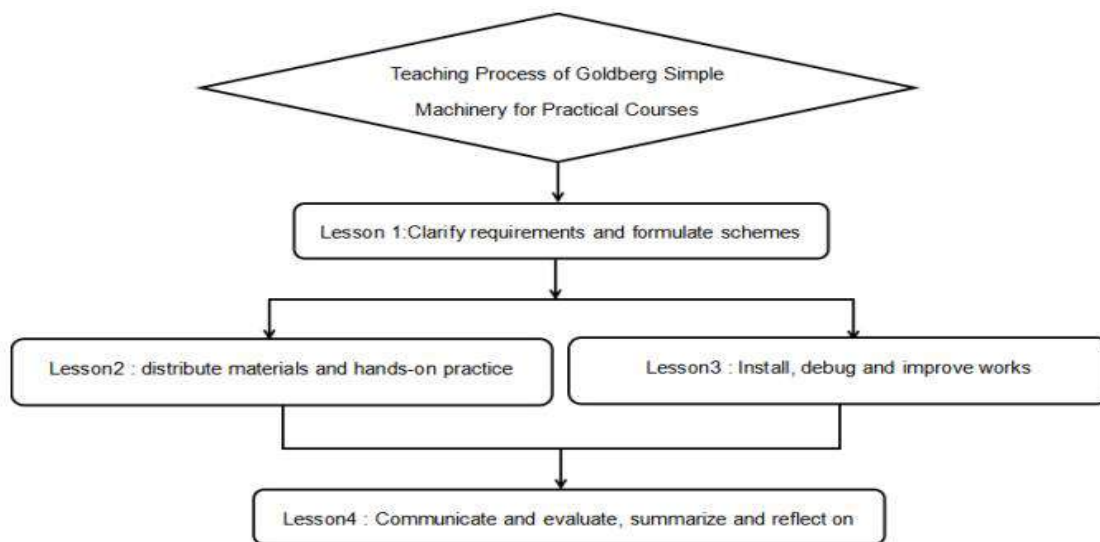 Teaching Process of Goldberg Simple
Machinery for Practical Courses
Lesson 1:Clarify requirements and formulate schemes
Lesson2 : distribute materials and hands-on practice
Lesson3 : Install, debug and improve works
Lesson4 : Communicate and evaluate, summarize and reflect on